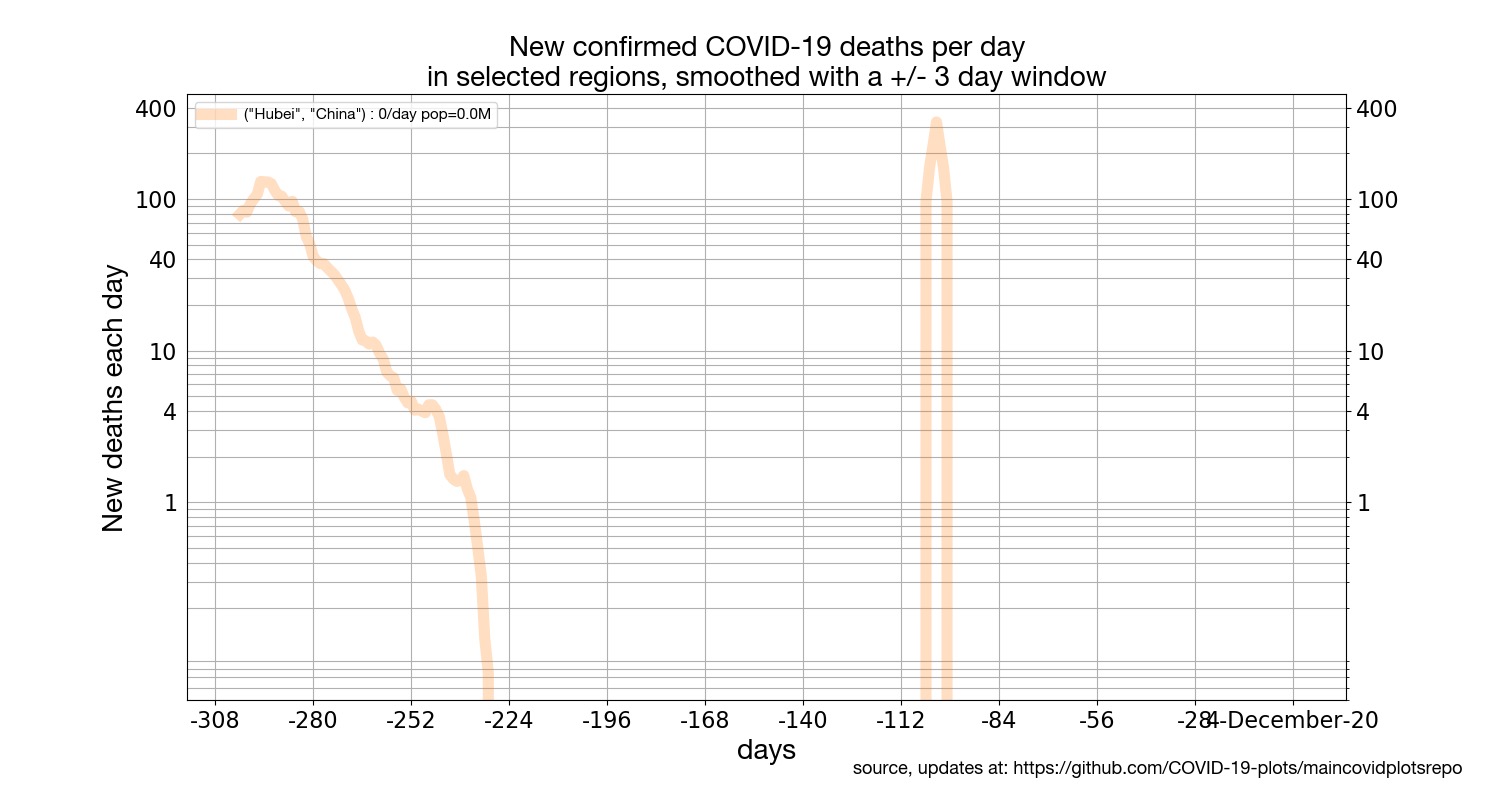 New confirmed COVID-19 deaths per day
in selected regions, smoothed with a +/- 3 day window
("Hubei", "China") : 0/day pop=0.0M
400
100
40
10
4
1
New deaths each day
400
100
40
10
4
1
-308 -280 -252 -224 -196 -168 -140 -112 -84 -56 -28 4-December-20
days
source, updates at: https://github.com/COVID-19-plots/maincovidplotsrepo